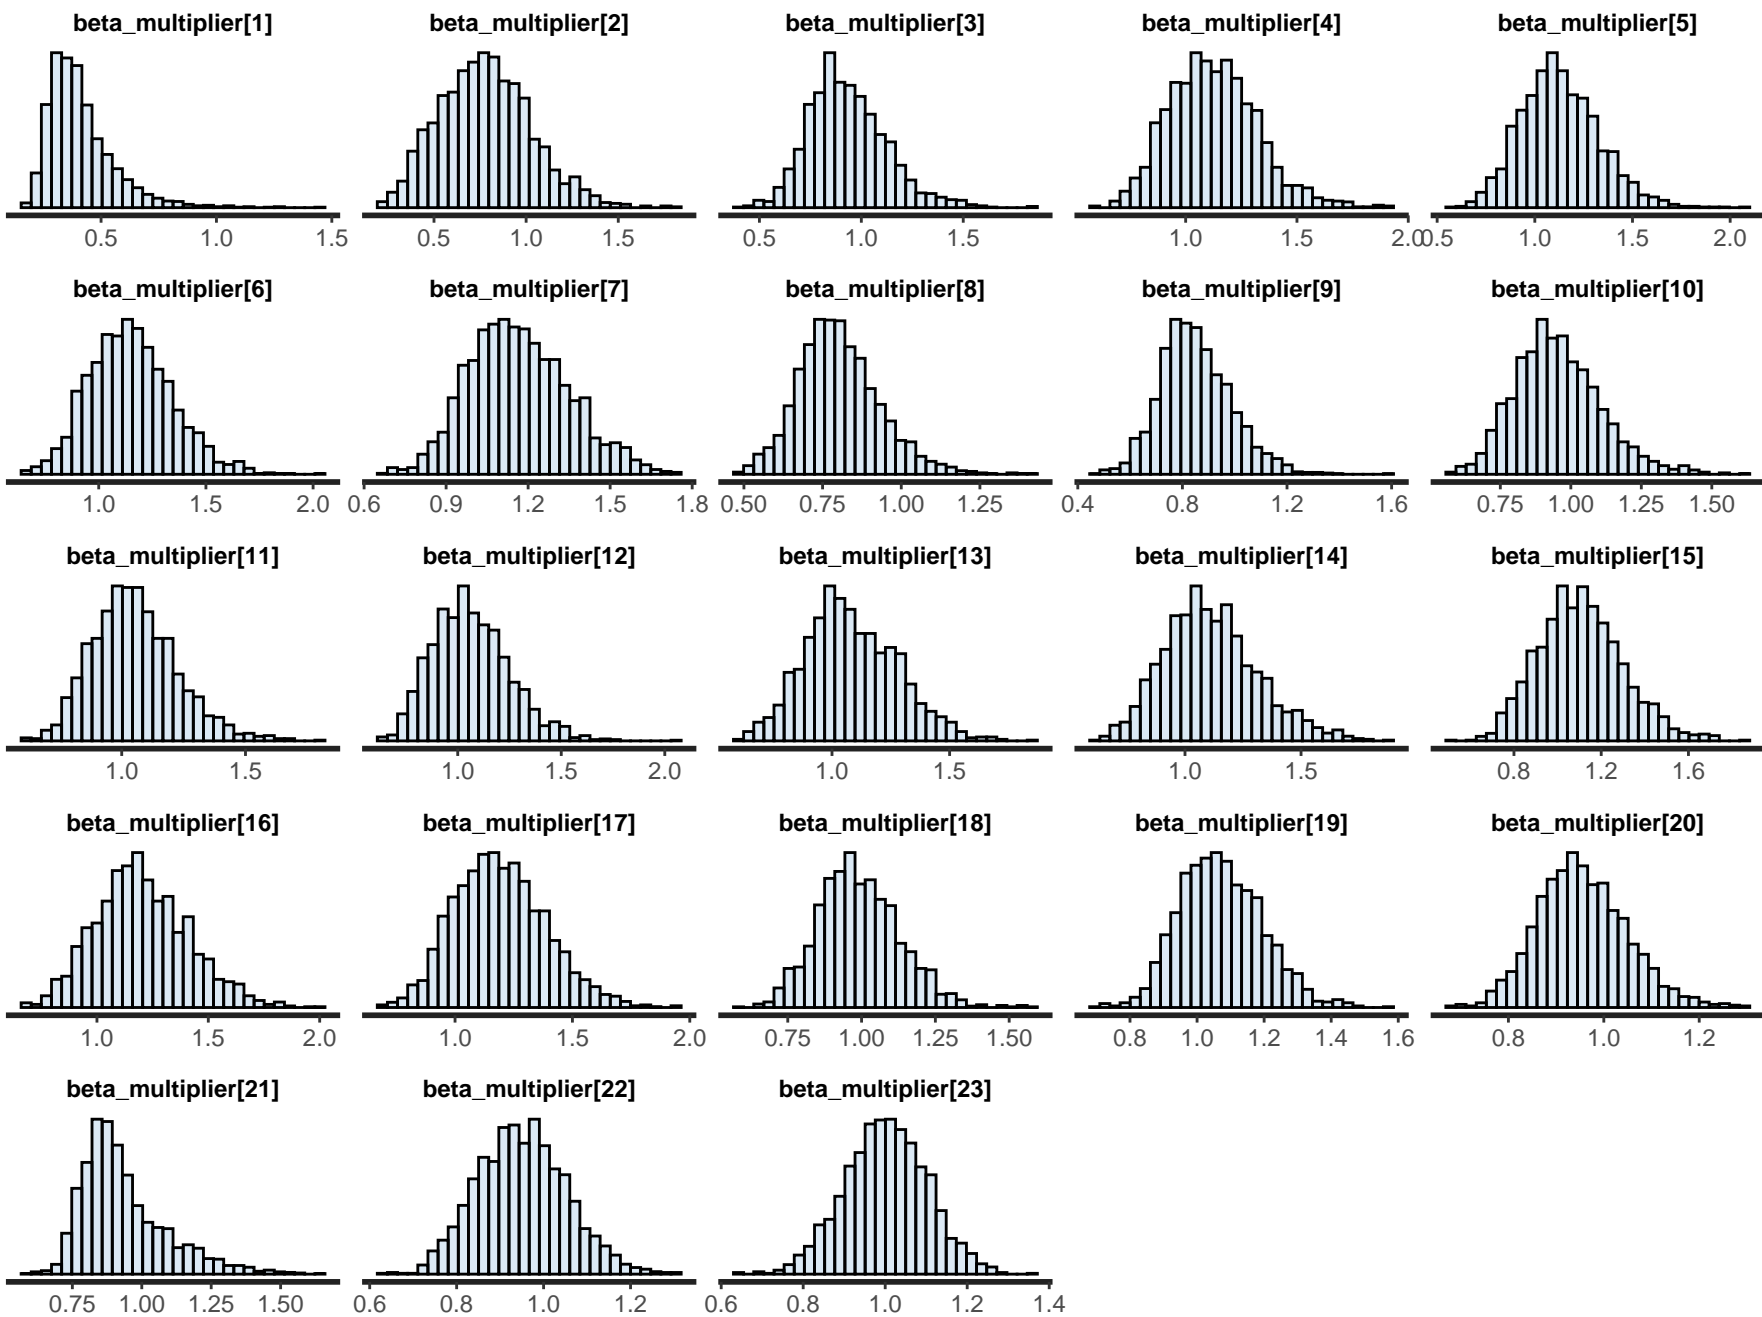 beta_multiplier[1] beta_multiplier[2] beta_multiplier[3] beta_multiplier[4] beta_multiplier[5]
0.5 1.0 1.5 0.5 1.0 1.5 0.5 1.0 1.5 1.0 1.5 2.0 0.5 1.0 1.5 2.0
beta_multiplier[6] beta_multiplier[7] beta_multiplier[8] beta_multiplier[9] beta_multiplier[10]
1.0 1.5 2.0 0.6 0.9 1.2 1.5 1.8 0.50 0.75 1.00 1.25 0.4 0.8 1.2 1.6 0.75 1.00 1.25 1.50
beta_multiplier[11] beta_multiplier[12] beta_multiplier[13] beta_multiplier[14] beta_multiplier[15]
1.0 1.5 1.0 1.5 2.0 1.0 1.5 1.0 1.5 0.8 1.2 1.6
beta_multiplier[16] beta_multiplier[17] beta_multiplier[18] beta_multiplier[19] beta_multiplier[20]
1.0 1.5 2.0 1.0 1.5 2.0 0.75 1.00 1.25 1.50 0.8 1.0 1.2 1.4 1.6 0.8 1.0 1.2
beta_multiplier[21] beta_multiplier[22] beta_multiplier[23]
0.75 1.00 1.25 1.50 0.6 0.8 1.0 1.2 0.6 0.8 1.0 1.2 1.4